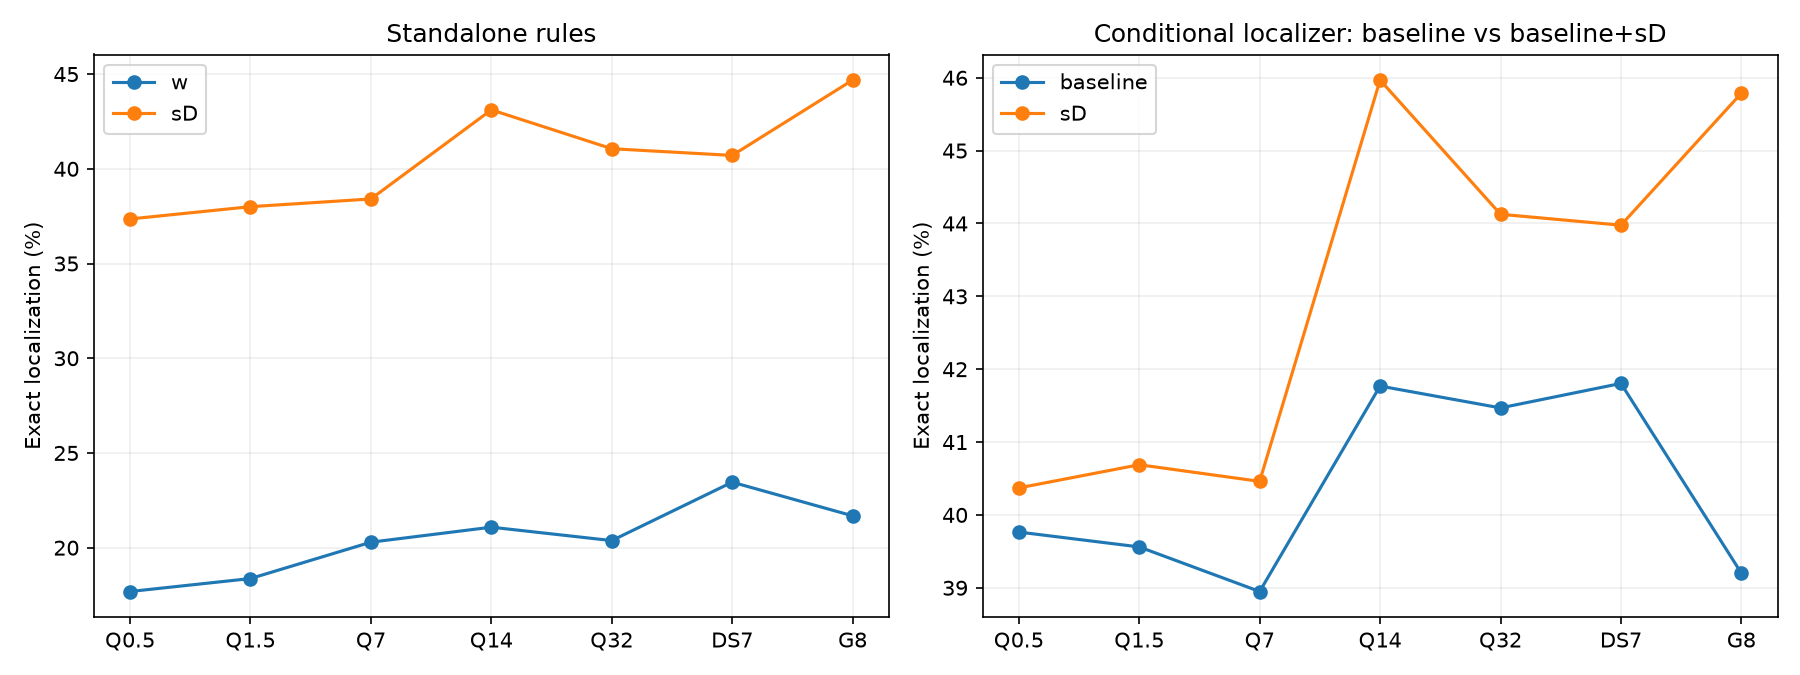 Standalone rules
w
sD
Exact localization (%)
45
40
35
30
25
20
Q0.5 Q1.5 Q7 Q14 Q32 DS7 G8
Conditional localizer: baseline vs baseline+sD
baseline
sD
Exact localization (%)
46
45
44
43
42
41
40
39
Q0.5 Q1.5 Q7 Q14 Q32 DS7 G8